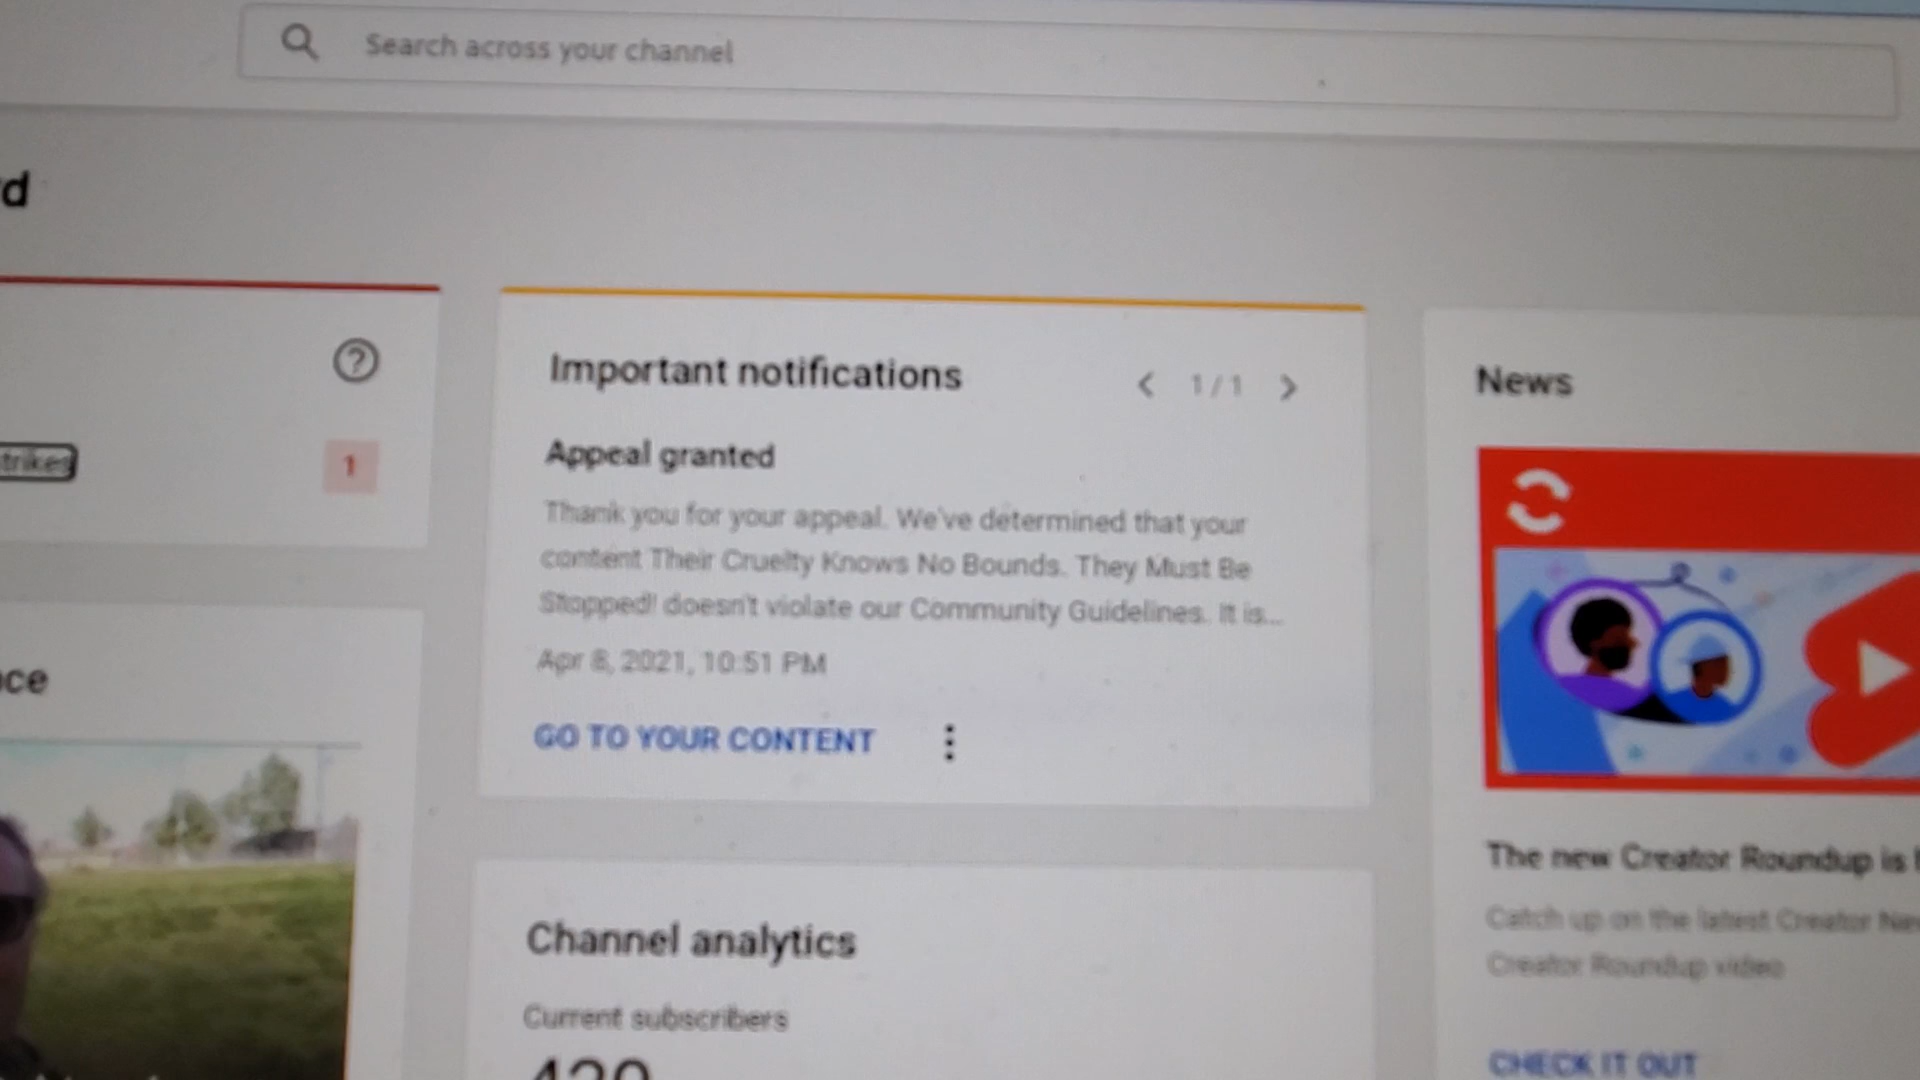 Search across your channel
d
Important notifications
1 / 1
News
Appeal granted
trikes
1
Thank you for your appeal. We've determined that your
content Their Cruelty Knows No Bounds. They Must Be
Stopped! doesn't violate our Community Guidelines. It is...
Apr 8, 2021, 10:51 PM
ce
GO TO YOUR CONTENT
The new Creator Roundup is
Catch up on the latest Creator
Creator Roundup video
Channel analytics
Current subscribers
CHECK IT OUT